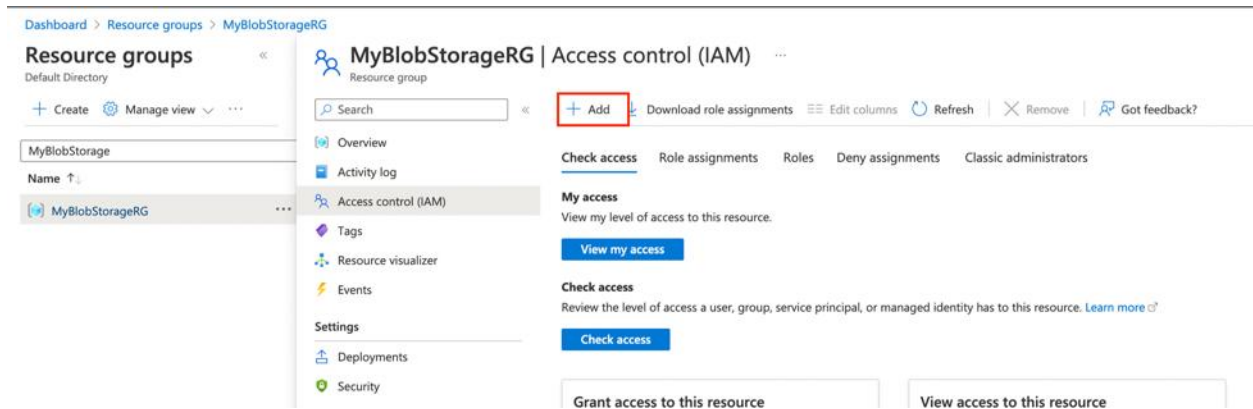 Dashboard > Resource groups > MyBlobStorageRG
Resource groups
Default Directory
+ Create
Manage view
MyBlobStorage
Name ↑↓
MyBlobStorageRG
MyBlobStorageRG | Access control (IAM)
Resource group
Search
Overview
Activity log
Access control (IAM)
Tags
Resource visualizer
Events
Settings
Deployments
Security
+ Add
Download role assignments
Edit columns
Refresh
Remove
Got feedback?
Check access
Role assignments
Roles
Deny assignments
Classic administrators
My access
View my level of access to this resource.
View my access
Check access
Review the level of access a user, group, service principal, or managed identity has to this resource. Learn more
Check access
Grant access to this resource
View access to this resource